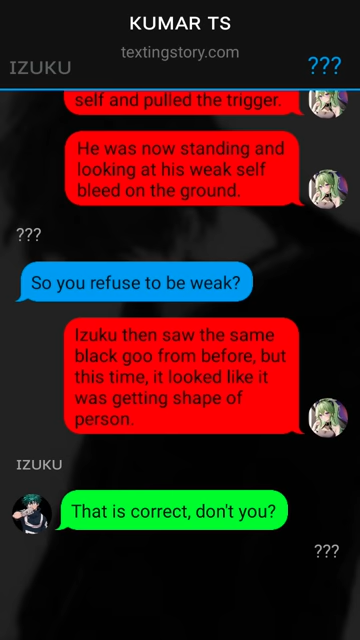 KUMAR TS
textingstory.com
IZUKU
???
self and pulled the trigger.
He was now standing and
looking at his weak self
bleed on the ground.
???
So you refuse to be weak?
Izuku then saw the same
black goo from before, but
this time, it looked like it
was getting shape of
person.
IZUKU
That is correct, don't you?
???